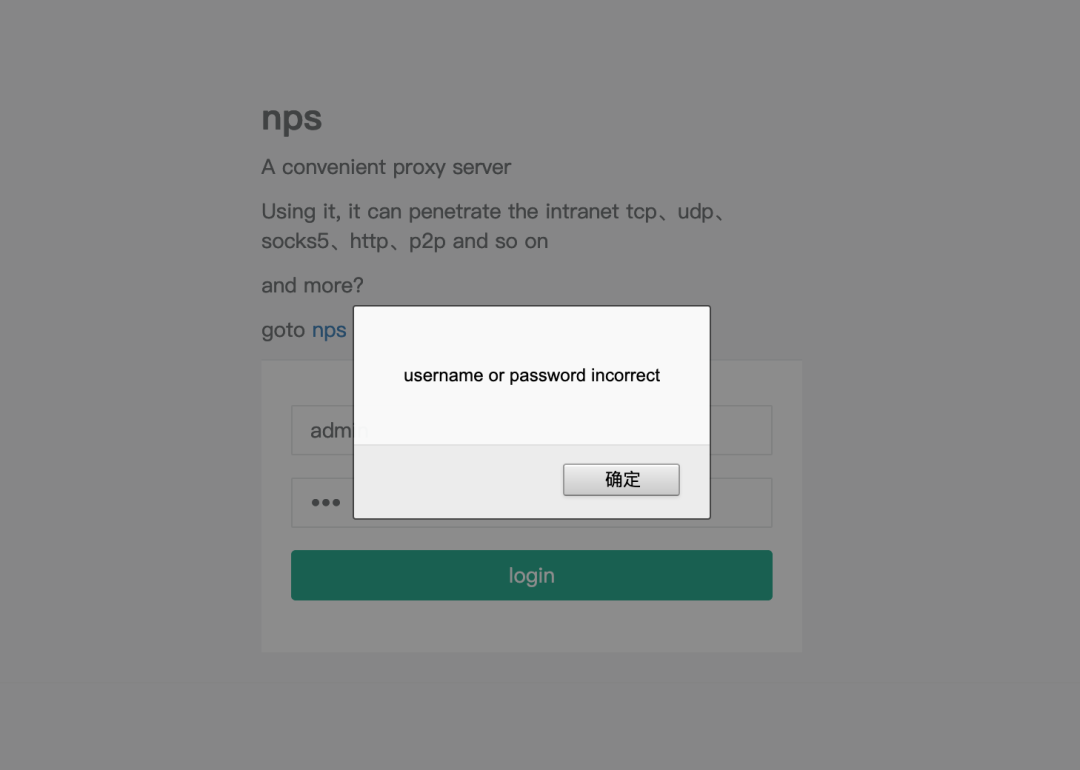 nps
A convenient proxy server
Using it, it can penetrate the intranet tcp、udp、
socks5、http、p2p and so on
and more?
goto nps
username or password incorrect
admin
确定
•••
login